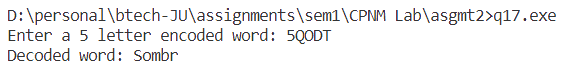 D:\personal\btech-JU\assignments\sem1\CPNM Lab\asgmt2>q17.exe
Enter a 5 letter encoded word: 5QODT
Decoded word: Sombr